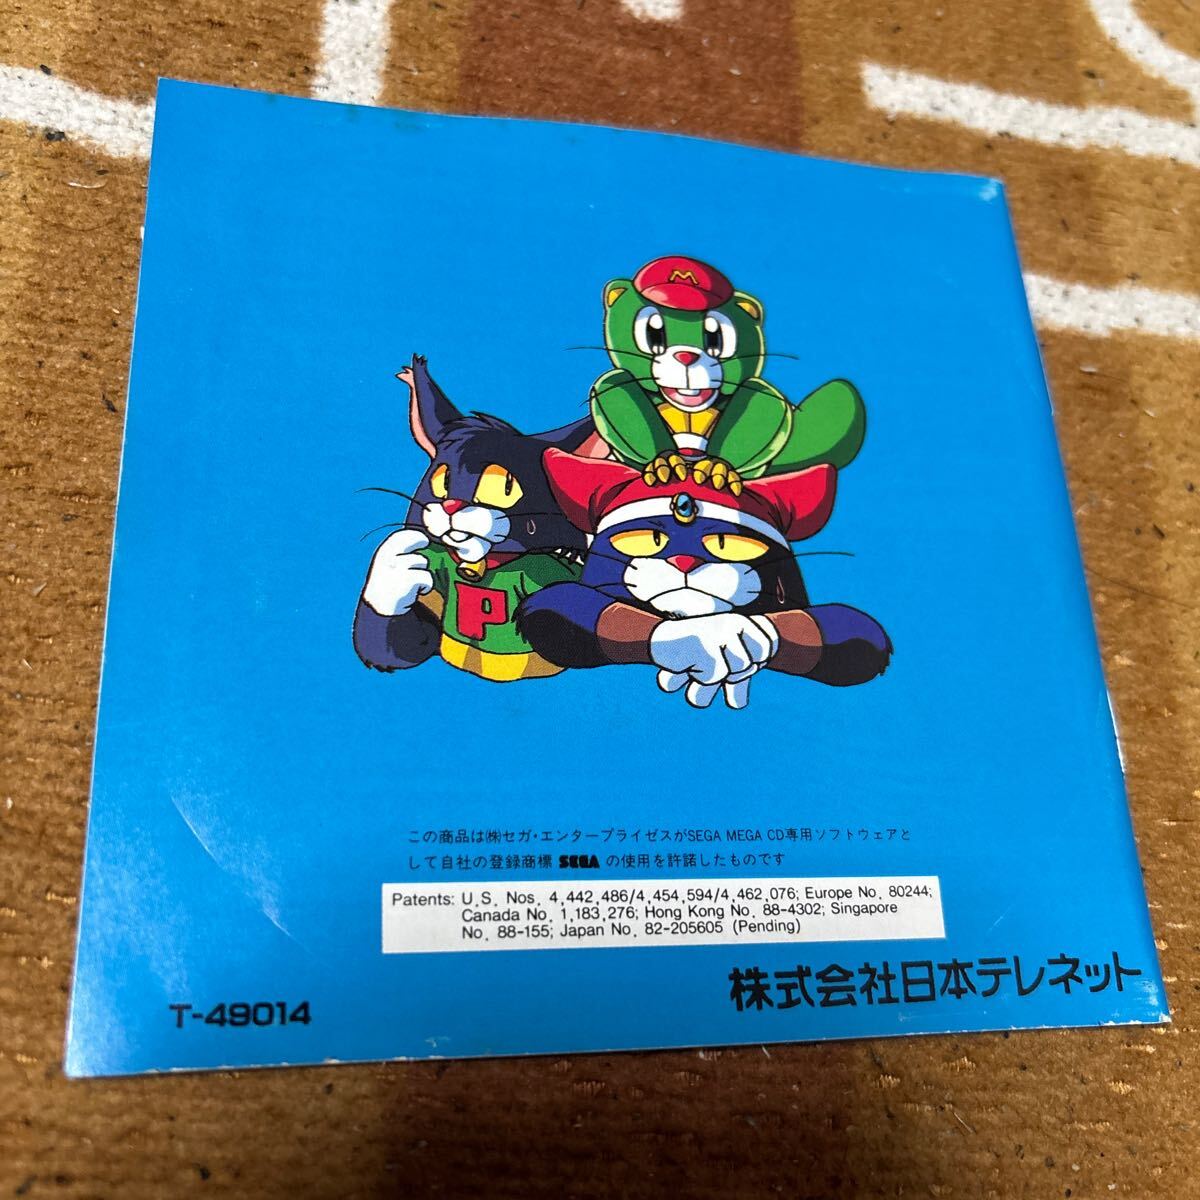 M
P
この商品は㈱セガ・エンタープライゼスがSEGA MEGA CD専用ソフトウェアと
して自社の登録商標 SEGA の使用を許諾したものです
Patents: U.S. Nos. 4,442,486/4,454,594/4,462,076; Europe No. 80244;
Canada No. 1,183,276; Hong Kong No. 88-4302; Singapore
No. 88-155; Japan No. 82-205605 (Pending)
株式会社日本テレネット
T-49014